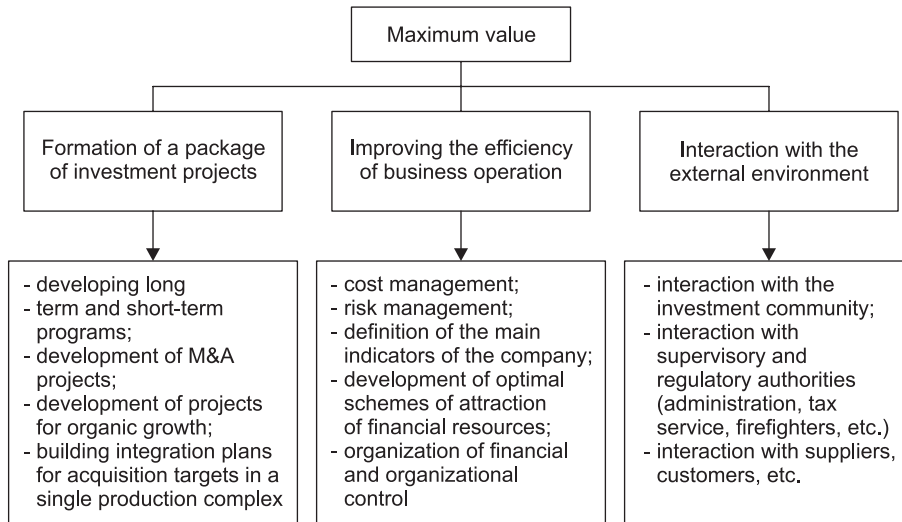 Maximum value
Formation of a package
of investment projects
Improving the efficiency
of business operation
Interaction with the
external environment
- developing long
- term and short-term
programs;
- development of M&A
projects;
- development of projects
for organic growth;
- building integration plans
for acquisition targets in a
single production complex
- cost management;
- risk management;
- definition of the main
indicators of the company;
- development of optimal
schemes of attraction
of financial resources;
- organization of financial
and organizational
control
- interaction with the
investment community;
- interaction with
supervisory and
regulatory authorities
(administration, tax
service, firefighters, etc.)
- interaction with suppliers,
customers, etc.